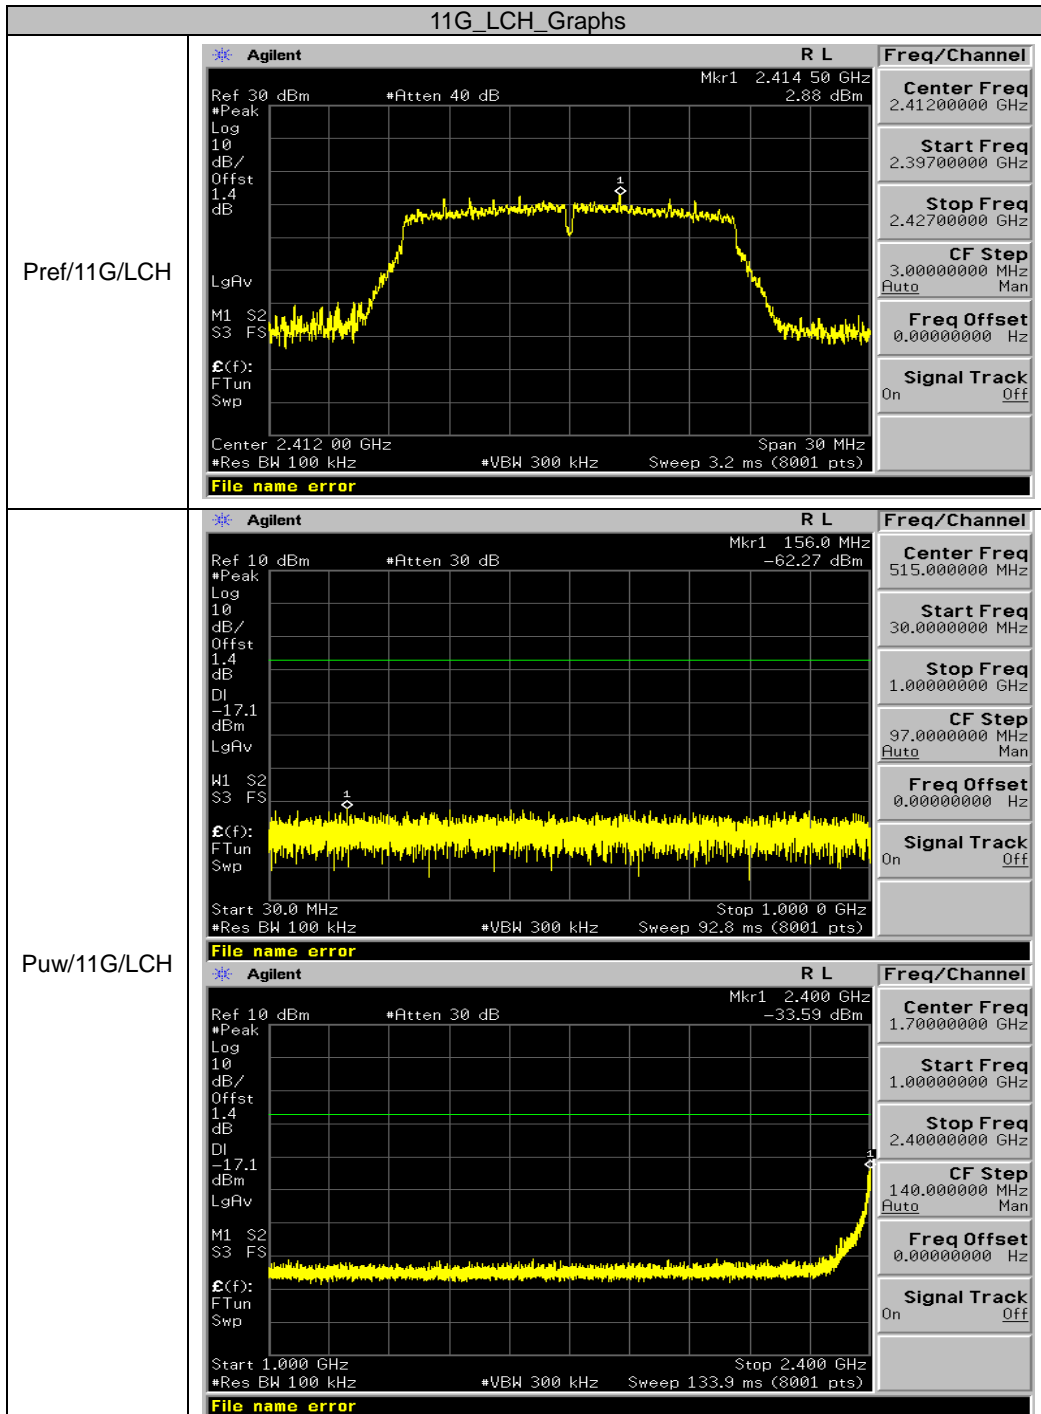 11G_LCH_Graphs
Pref/11G/LCH
Agilent R L Freq/Channel
Mkr1 2.414 50 GHz
Ref 30 dBm #Atten 40 dB 2.88 dBm
#Peak
Log
10
dB/
Offst
1.4
dB
LgAv
M1 S2
S3 FS
£(f):
FTun
Swp
1
Center 2.412 00 GHz Span 30 MHz
#Res BW 100 kHz #VBW 300 kHz Sweep 3.2 ms (8001 pts)
File name error
Center Freq
2.41200000 GHz
Start Freq
2.39700000 GHz
Stop Freq
2.42700000 GHz
CF Step
3.00000000 MHz
Auto Man
Freq Offset
0.00000000 Hz
Signal Track
On Off
Puw/11G/LCH
Agilent R L Freq/Channel
Mkr1 156.0 MHz
Ref 10 dBm #Atten 30 dB -62.27 dBm
#Peak
Log
10
dB/
Offst
1.4
dB
DI
-17.1
dBm
LgAv
W1 S2
S3 FS
£(f):
FTun
Swp
1
Start 30.0 MHz Stop 1.000 0 GHz
#Res BW 100 kHz #VBW 300 kHz Sweep 92.8 ms (8001 pts)
File name error
Center Freq
515.000000 MHz
Start Freq
30.0000000 MHz
Stop Freq
1.00000000 GHz
CF Step
97.0000000 MHz
Auto Man
Freq Offset
0.00000000 Hz
Signal Track
On Off
Agilent R L Freq/Channel
Mkr1 2.400 GHz
Ref 10 dBm #Atten 30 dB -33.59 dBm
#Peak
Log
10
dB/
Offst
1.4
dB
DI
-17.1
dBm
LgAv
M1 S2
S3 FS
£(f):
FTun
Swp
1
Start 1.000 GHz Stop 2.400 GHz
#Res BW 100 kHz #VBW 300 kHz Sweep 133.9 ms (8001 pts)
File name error
Center Freq
1.70000000 GHz
Start Freq
1.00000000 GHz
Stop Freq
2.40000000 GHz
CF Step
140.000000 MHz
Auto Man
Freq Offset
0.00000000 Hz
Signal Track
On Off